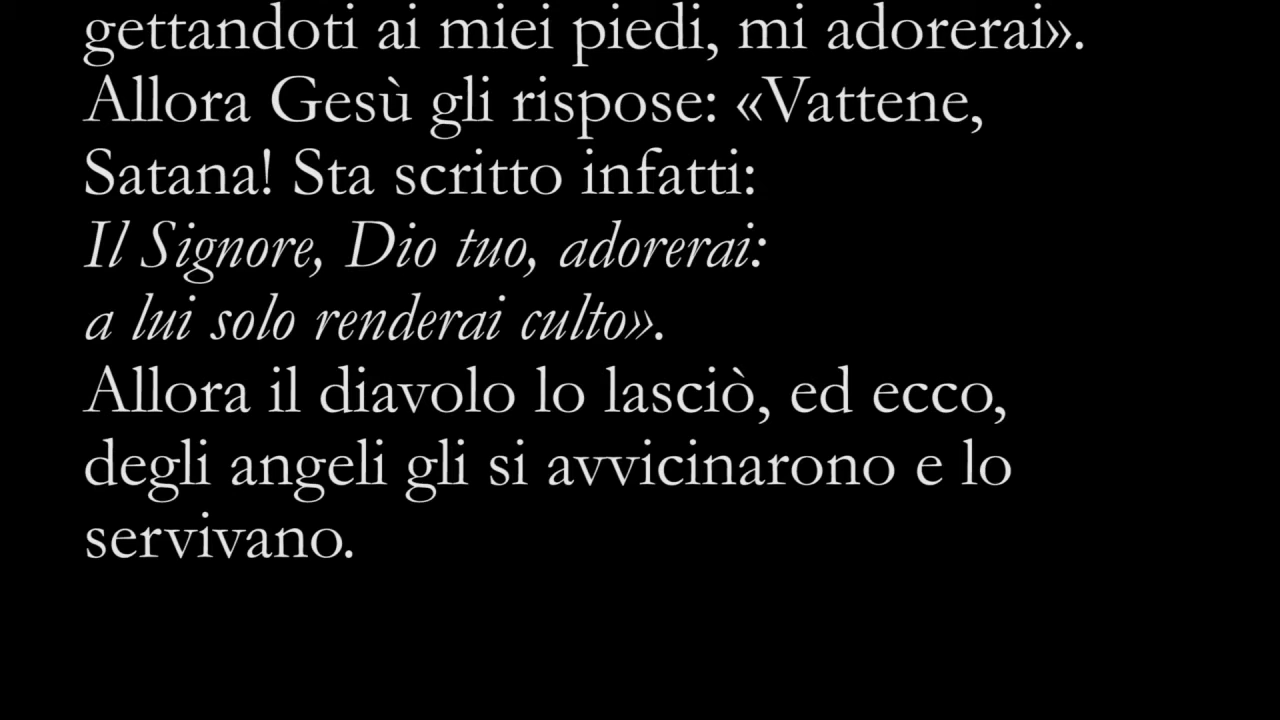 gettandoti ai miei piedi, mi adorerai».
Allora Gesù gli rispose: «Vattene,
Satana! Sta scritto infatti:
Il Signore, Dio tuo, adorerai:
a lui solo renderai culto».
Allora il diavolo lo lasciò, ed ecco,
degli angeli gli si avvicinarono e lo
servivano.